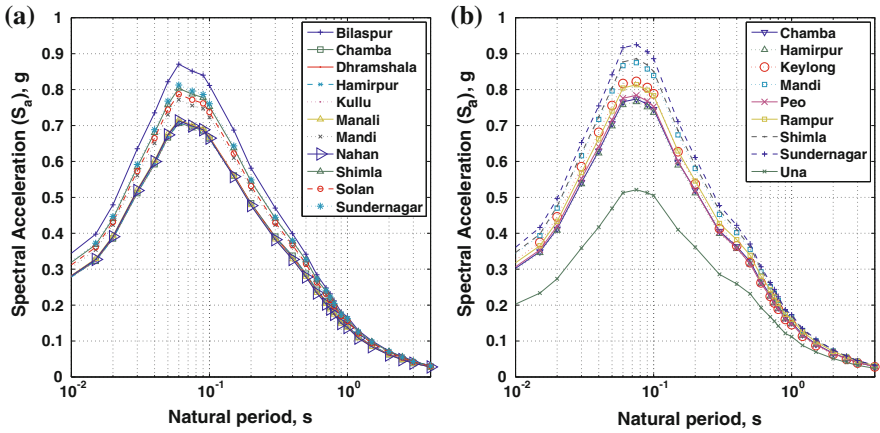 (a)
Spectral Acceleration (Sa), g
1
0.9
0.8
0.7
0.6
0.5
0.4
0.3
0.2
0.1
0
10-2
10-1
100
Natural period, s
Bilaspur
Chamba
Dhramshala
Hamirpur
Kullu
Manali
Mandi
Nahan
Shimla
Solan
Sundernagar
(b)
Spectral Acceleration (Sa), g
1
0.9
0.8
0.7
0.6
0.5
0.4
0.3
0.2
0.1
0
10-2
10-1
100
Natural period, s
Chamba
Hamirpur
Keylong
Mandi
Peo
Rampur
Shimla
Sundernagar
Una